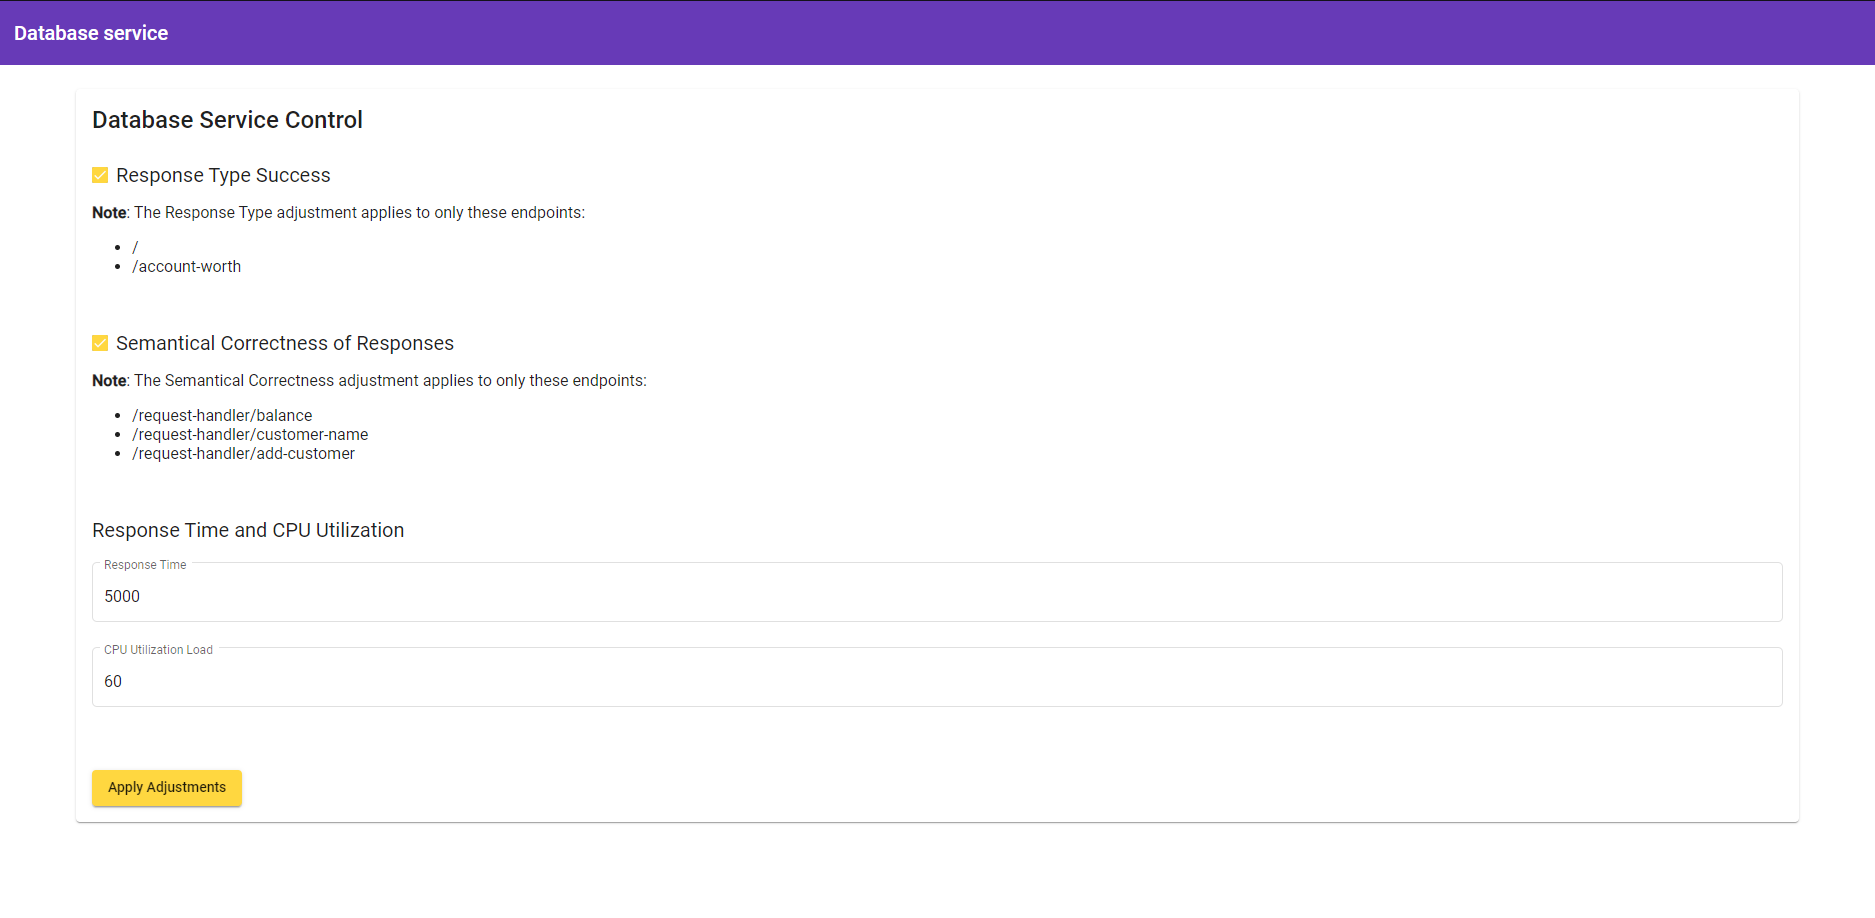 Database service
Database Service Control
Response Type Success
Note: The Response Type adjustment applies to only these endpoints:
• /
• /account-worth
Semantical Correctness of Responses
Note: The Semantical Correctness adjustment applies to only these endpoints:
• /request-handler/balance
• /request-handler/customer-name
• /request-handler/add-customer
Response Time and CPU Utilization
Response Time
5000
CPU Utilization Load
60
Apply Adjustments